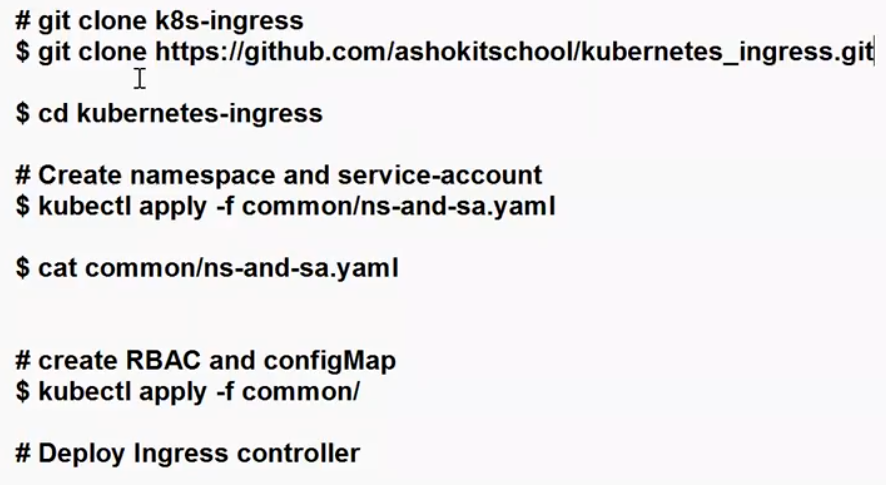 # git clone k8s-ingress
$ git clone https://github.com/ashokitschool/kubernetes_ingress.git
$ cd kubernetes-ingress
# Create namespace and service-account
$ kubectl apply -f common/ns-and-sa.yaml
$ cat common/ns-and-sa.yaml
# create RBAC and configMap
$ kubectl apply -f common/
# Deploy Ingress controller